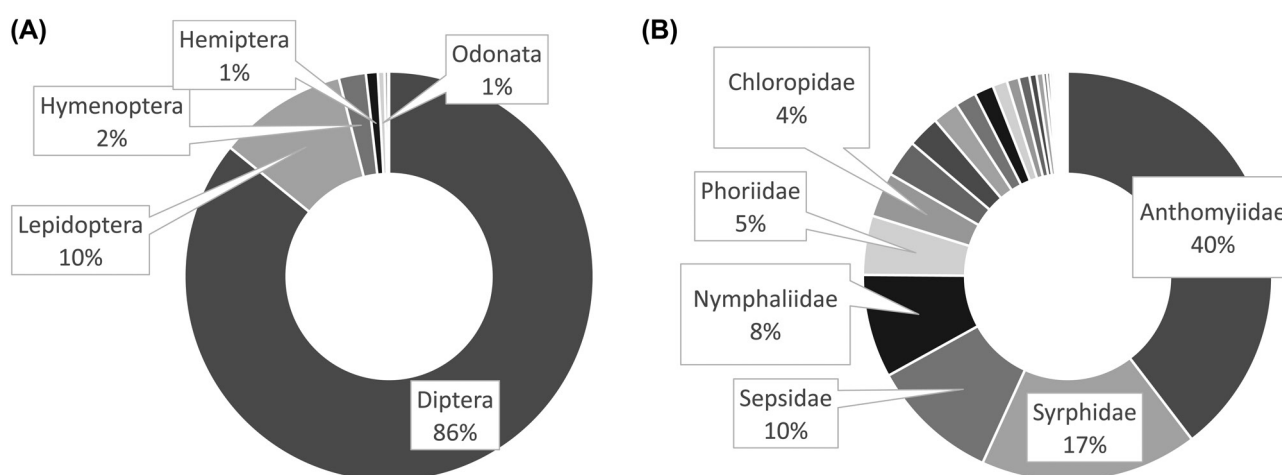 (A)
Hemiptera
1%
Odonata
1%
Hymenoptera
2%
Lepidoptera
10%
Diptera
86%
(B)
Chloropidae
4%
Phoriidae
5%
Anthomyiidae
40%
Nymphaliidae
8%
Sepsidae
10%
Syrphidae
17%